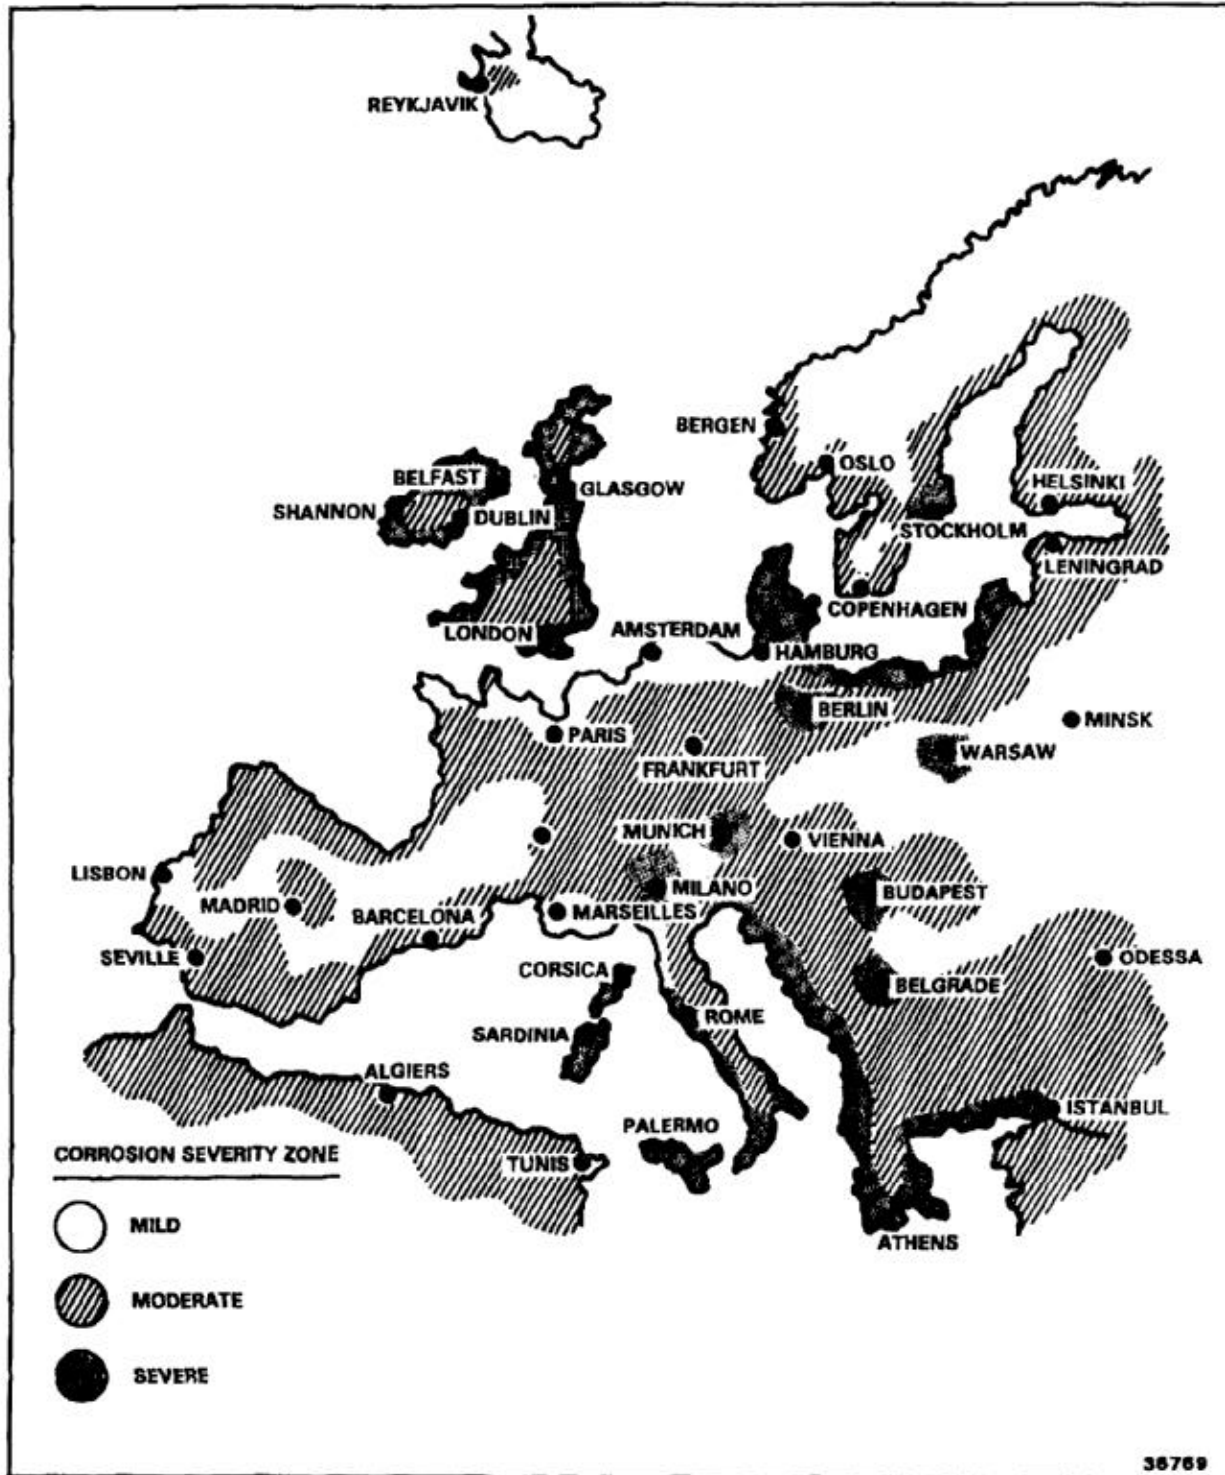 REYKJAVIK
BERGEN
OSLO
BELFAST
GLASGOW
HELSINKI
SHANNON
DUBLIN
STOCKHOLM
LENINGRAD
COPENHAGEN
LONDON
AMSTERDAM
HAMBURG
BERLIN
MINSK
PARIS
WARSAW
FRANKFURT
MUNICH
VIENNA
LISBON
MILANO
BUDAPEST
MADRID
BARCELONA
MARSEILLES
SEVILLE
CORSICA
ODESSA
BELGRADE
ROME
SARDINIA
ALGIERS
ISTANBUL
PALERMO
TUNIS
ATHENS
CORROSION SEVERITY ZONE
MILD
MODERATE
SEVERE
36769